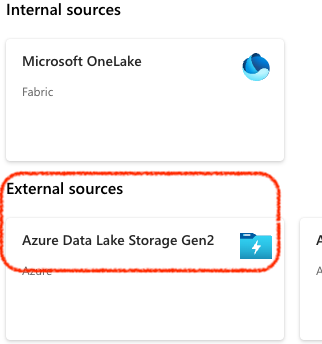 Internal sources
Microsoft OneLake
Fabric
External sources
Azure Data Lake Storage Gen2
Azure